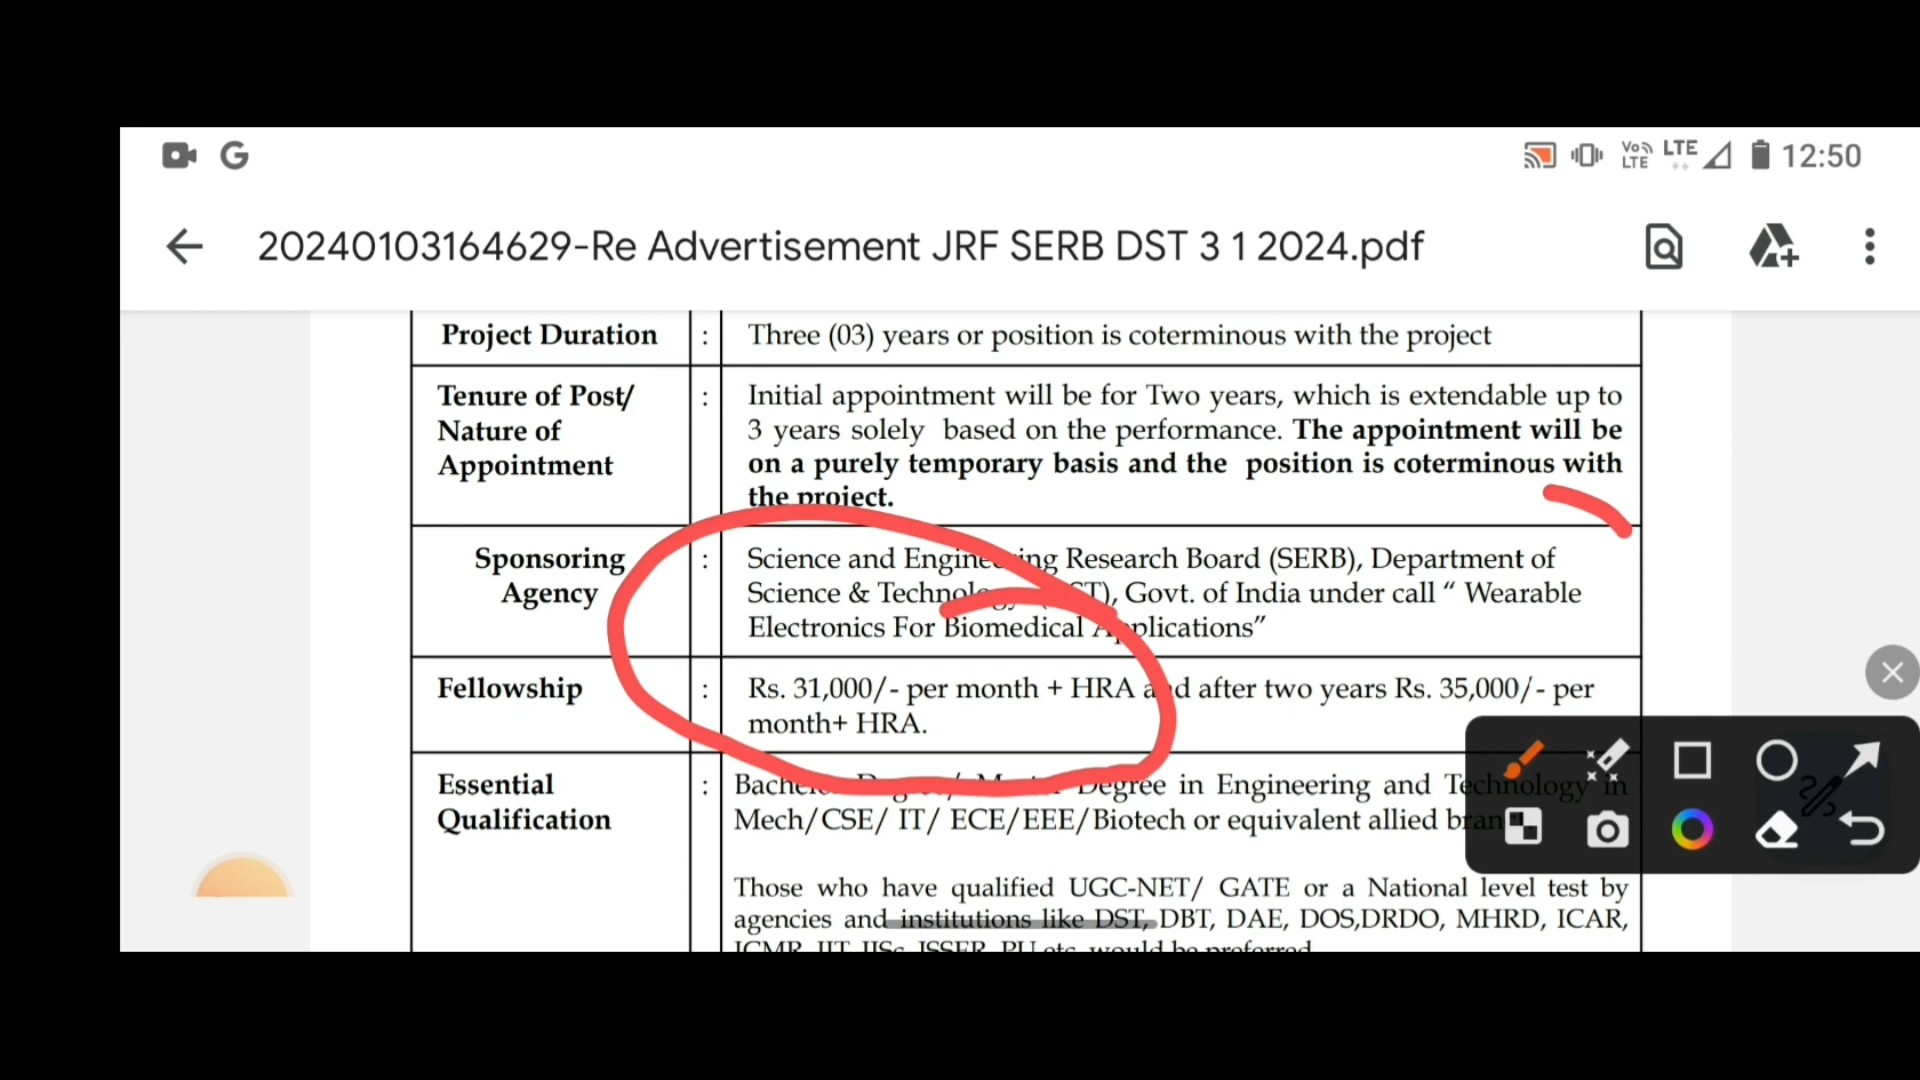 12:50
20240103164629-Re Advertisement JRF SERB DST 3 1 2024.pdf
Project Duration : Three (03) years or position is coterminous with the project
Tenure of Post/ : Initial appointment will be for Two years, which is extendable up to
Nature of 3 years solely based on the performance. The appointment will be
Appointment on a purely temporary basis and the position is coterminous with
the project.
Sponsoring : Science and Engineering Research Board (SERB), Department of
Agency Science & Technology Govt. of India under call “ Wearable
Electronics For Biomedical Applications”
Fellowship : Rs. 31,000/- per month + HRA and after two years Rs. 35,000/- per
month+ HRA.
Essential : Degree in Engineering and Technology in
Qualification Mech/CSE/ IT/ ECE/EEE/Biotech or equivalent allied
Those who have qualified UGC-NET/ GATE or a National level test by
agencies and institutions like DST, DBT, DAE, DOS,DRDO, MHRD, ICAR,
would be preferred